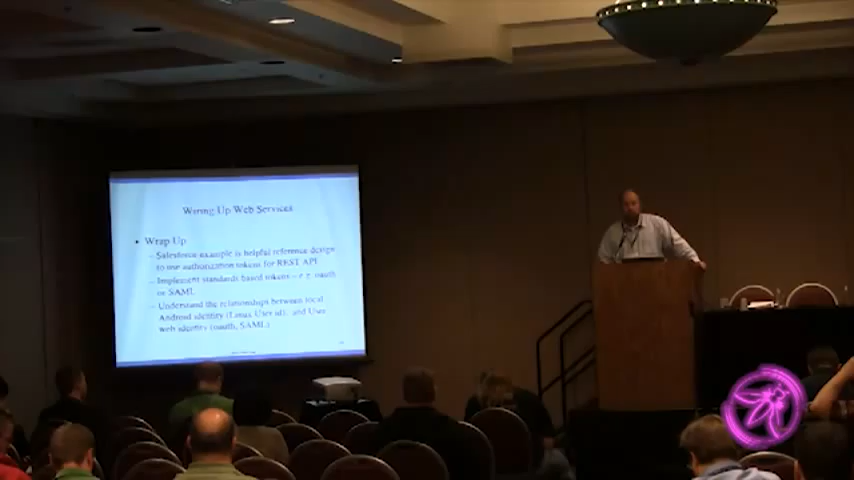 Wiring Up Web Services
• Wrap Up
– Salesforce example is helpful reference design
to use authorization tokens for REST API
– Implement standards based tokens – e.g. oauth
or SAML
– Understand the relationships between local
Android identity (Linux User id), and User
web identity (oauth, SAML)